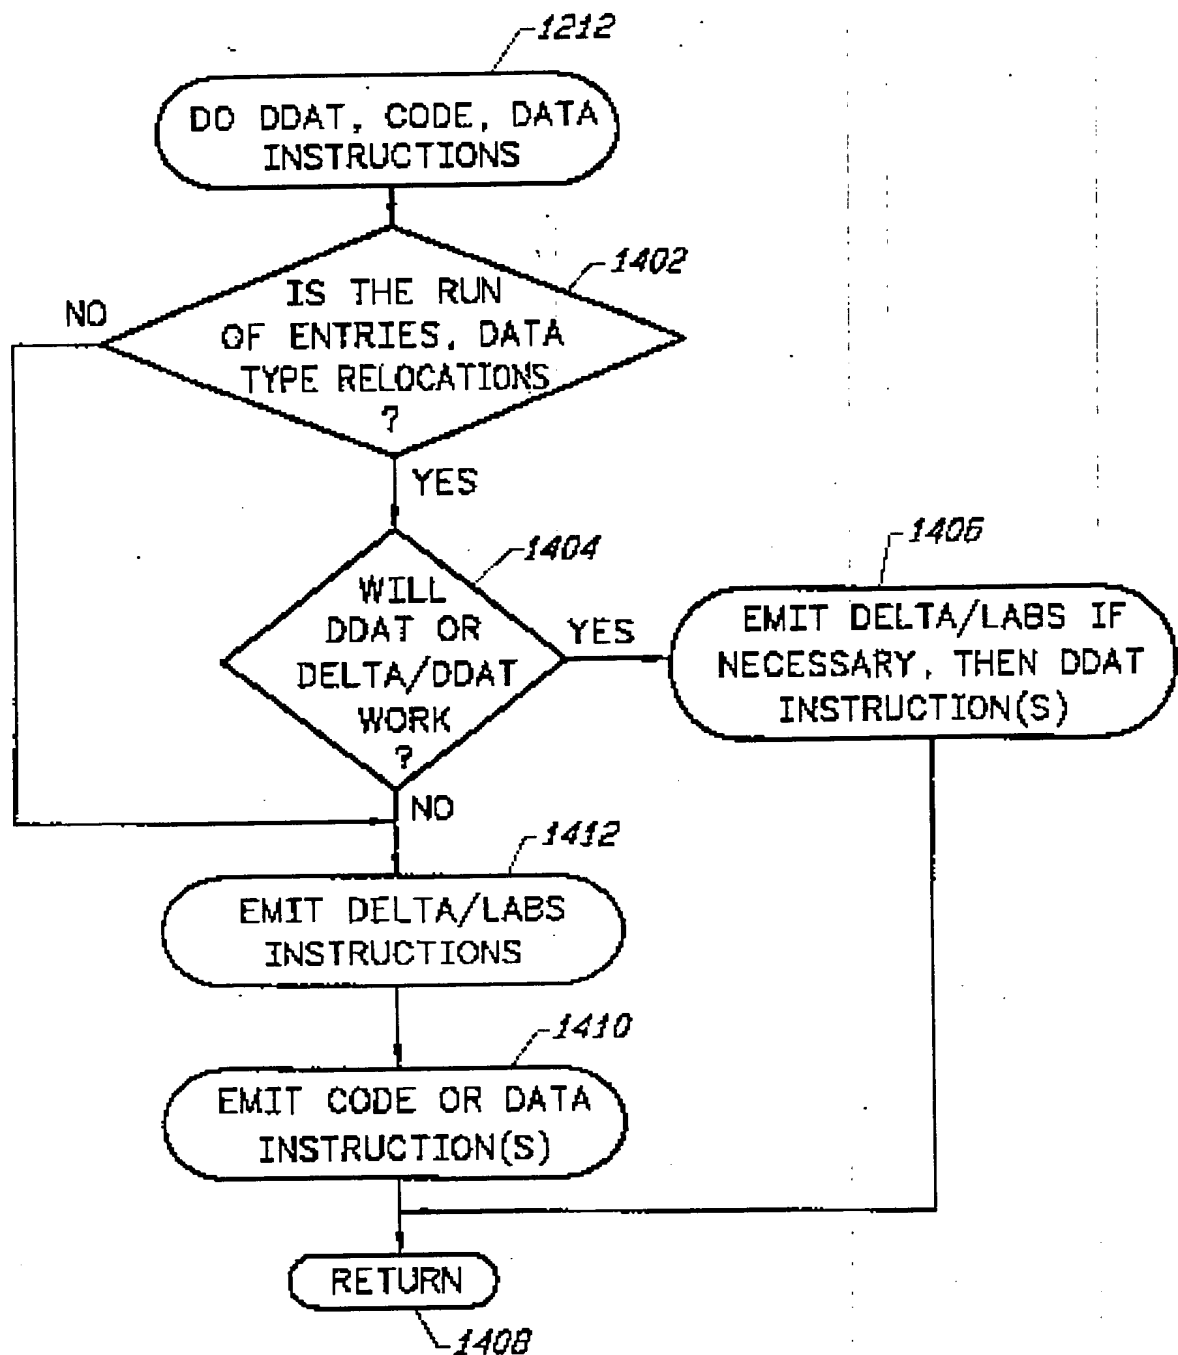 1212
DO DDAT, CODE, DATA
INSTRUCTIONS
1402
IS THE RUN
OF ENTRIES, DATA
TYPE RELOCATIONS
?
NO
YES
1404
WILL
DDAT OR
DELTA/DDAT
WORK
?
YES
1406
EMIT DELTA/LABS IF
NECESSARY, THEN DDAT
INSTRUCTION(S)
NO
1412
EMIT DELTA/LABS
INSTRUCTIONS
1410
EMIT CODE OR DATA
INSTRUCTION(S)
RETURN
1408